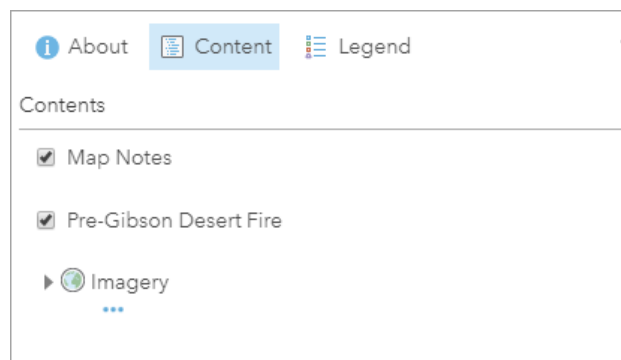 About Content Legend
Contents
Map Notes
Pre-Gibson Desert Fire
Imagery